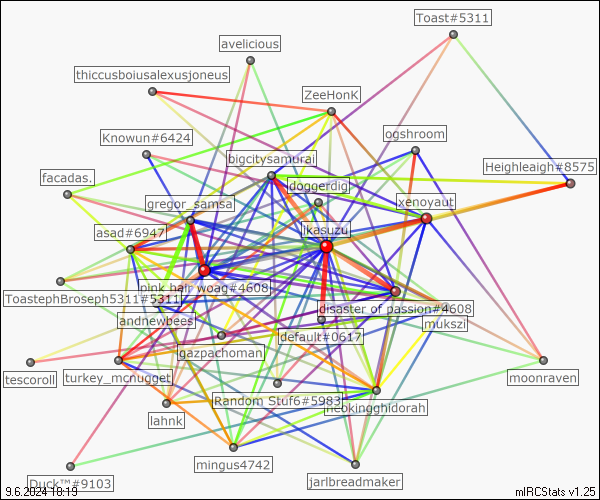 Toast#5311
avelicious
thiccusboiusalexusjoneus
ZeeHonK
Knowun#6424
ogshroom
bigcitysamurai
Heighleaigh#8575
facadas.
doggerdig
gregor_samsa
xenoyaut
asad#6947
ikasuzu
pink hair woag#4608
ToastephBroseph5311#5311
disaster of passion#4608
andnewbees
mukszi
default#0617
gazpachoman
tescoroll
turkey_mcnugget
moonraven
Random Stuf6#5983
neokingghidorah
lahnk
mingus4742
Duck™#9103
jarlbreadmaker
9.6.2024 18:19
mIRCStats v1.25